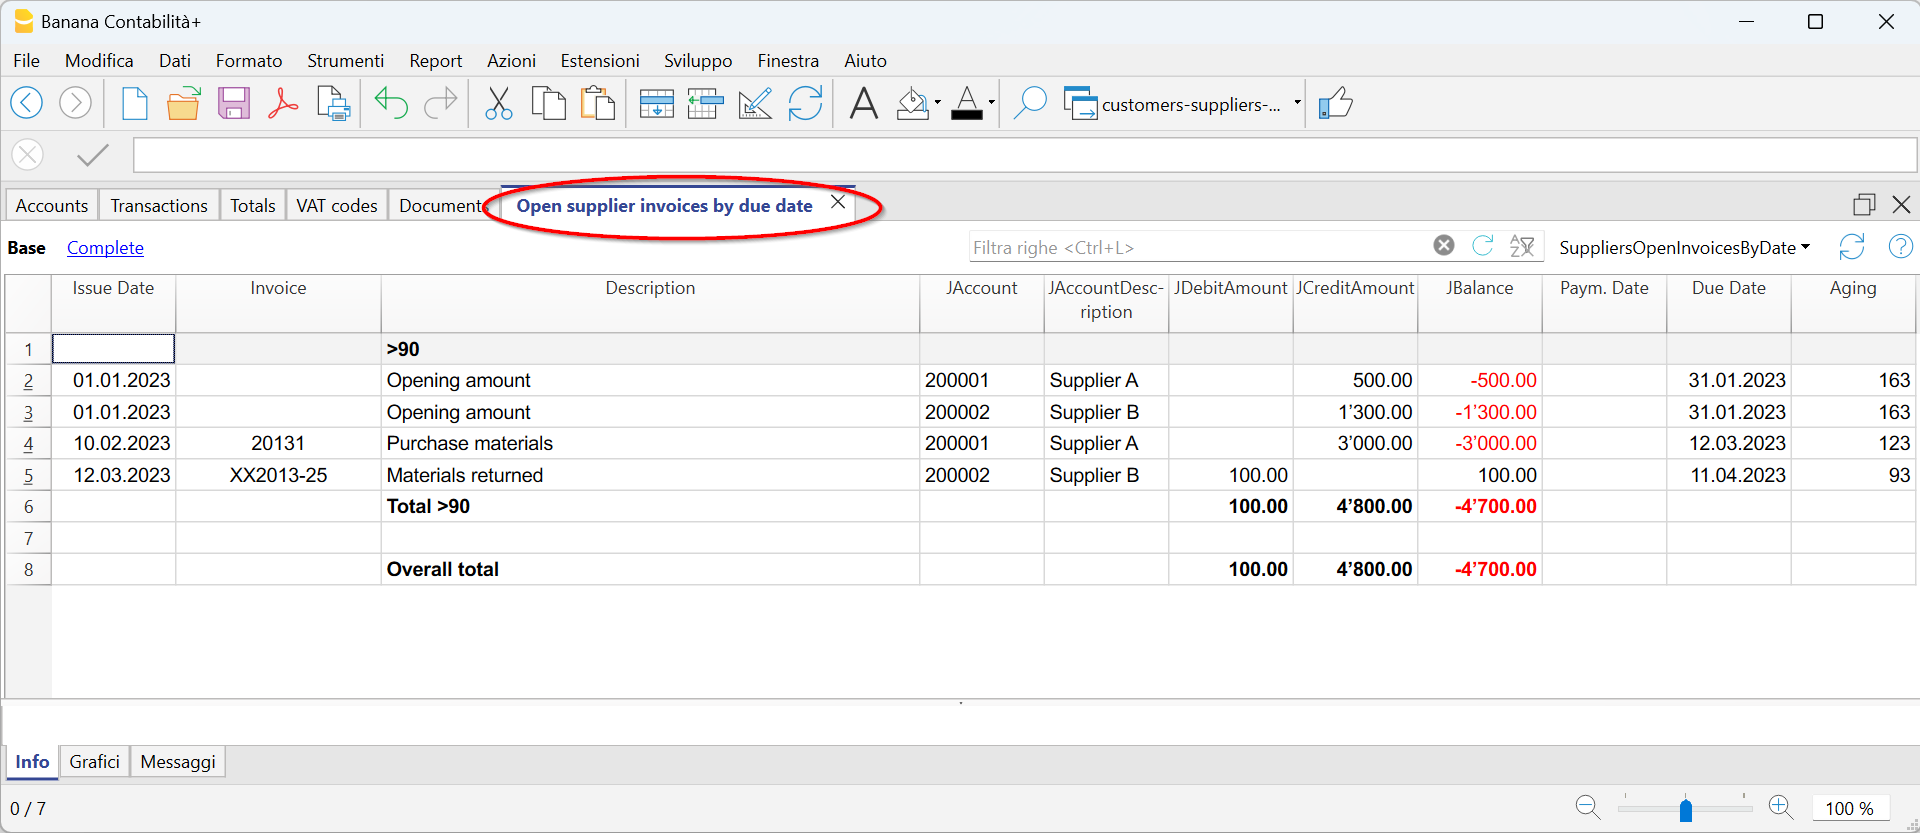 Banana Contabilità+
File Modifica Dati Formato Strumenti Report Azioni Estensioni Sviluppo Finestra Aiuto
A A customers-suppliers-...
Accounts Transactions Totals VAT codes Documents Open supplier invoices by due date
Base Complete Filtra righe <Ctrl+L> SuppliersOpenInvoicesByDate
Issue Date Invoice Description JAccount JAccountDesc- JDebitAmount JCreditAmount JBalance Paym. Date Due Date Aging
ription
1 >90
2 01.01.2023 Opening amount 200001 Supplier A 500.00 -500.00 31.01.2023 163
3 01.01.2023 Opening amount 200002 Supplier B 1’300.00 -1’300.00 31.01.2023 163
4 10.02.2023 20131 Purchase materials 200001 Supplier A 3’000.00 -3’000.00 12.03.2023 123
5 12.03.2023 XX2013-25 Materials returned 200002 Supplier B 100.00 100.00 11.04.2023 93
6 Total >90 100.00 4’800.00 -4’700.00
7
8 Overall total 100.00 4’800.00 -4’700.00
Info Grafici Messaggi
0 / 7 100 %